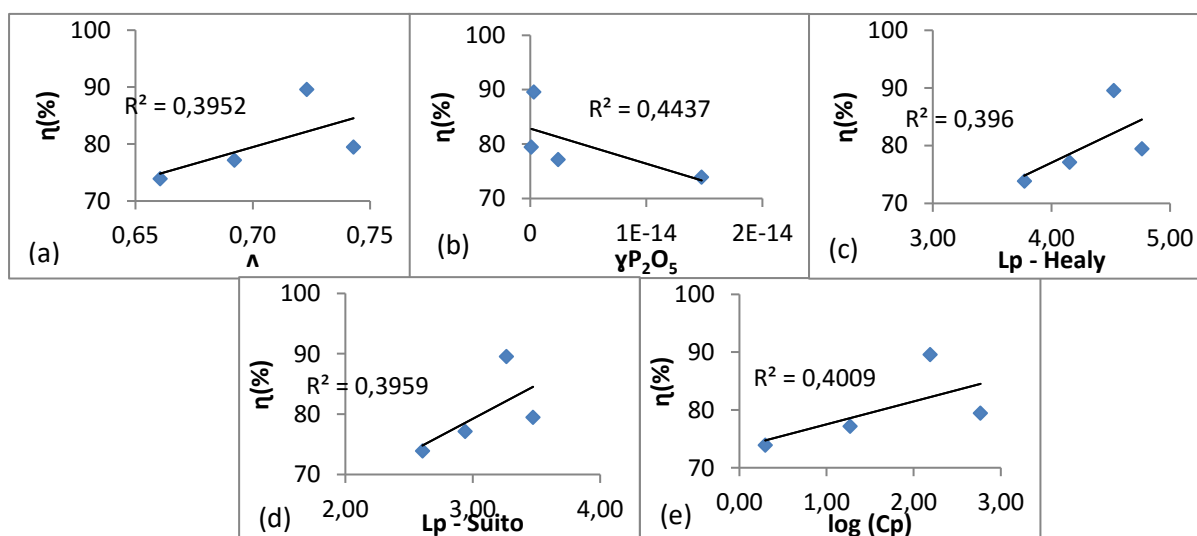 100
90
80
70
η(%)
R² = 0,3952
0,65 0,70 0,75
(a)
ʌ
100
90
80
70
η(%)
R² = 0,4437
0 1E-14 2E-14
(b)
ɣP₂O₅
100
90
80
70
η(%)
R² = 0,396
3,00 4,00 5,00
(c)
Lp - Healy
100
90
80
70
η(%)
R² = 0,3959
2,00 3,00 4,00
(d)
Lp - Suito
100
90
80
70
η(%)
R² = 0,4009
0,00 1,00 2,00 3,00
(e)
log (Cp)